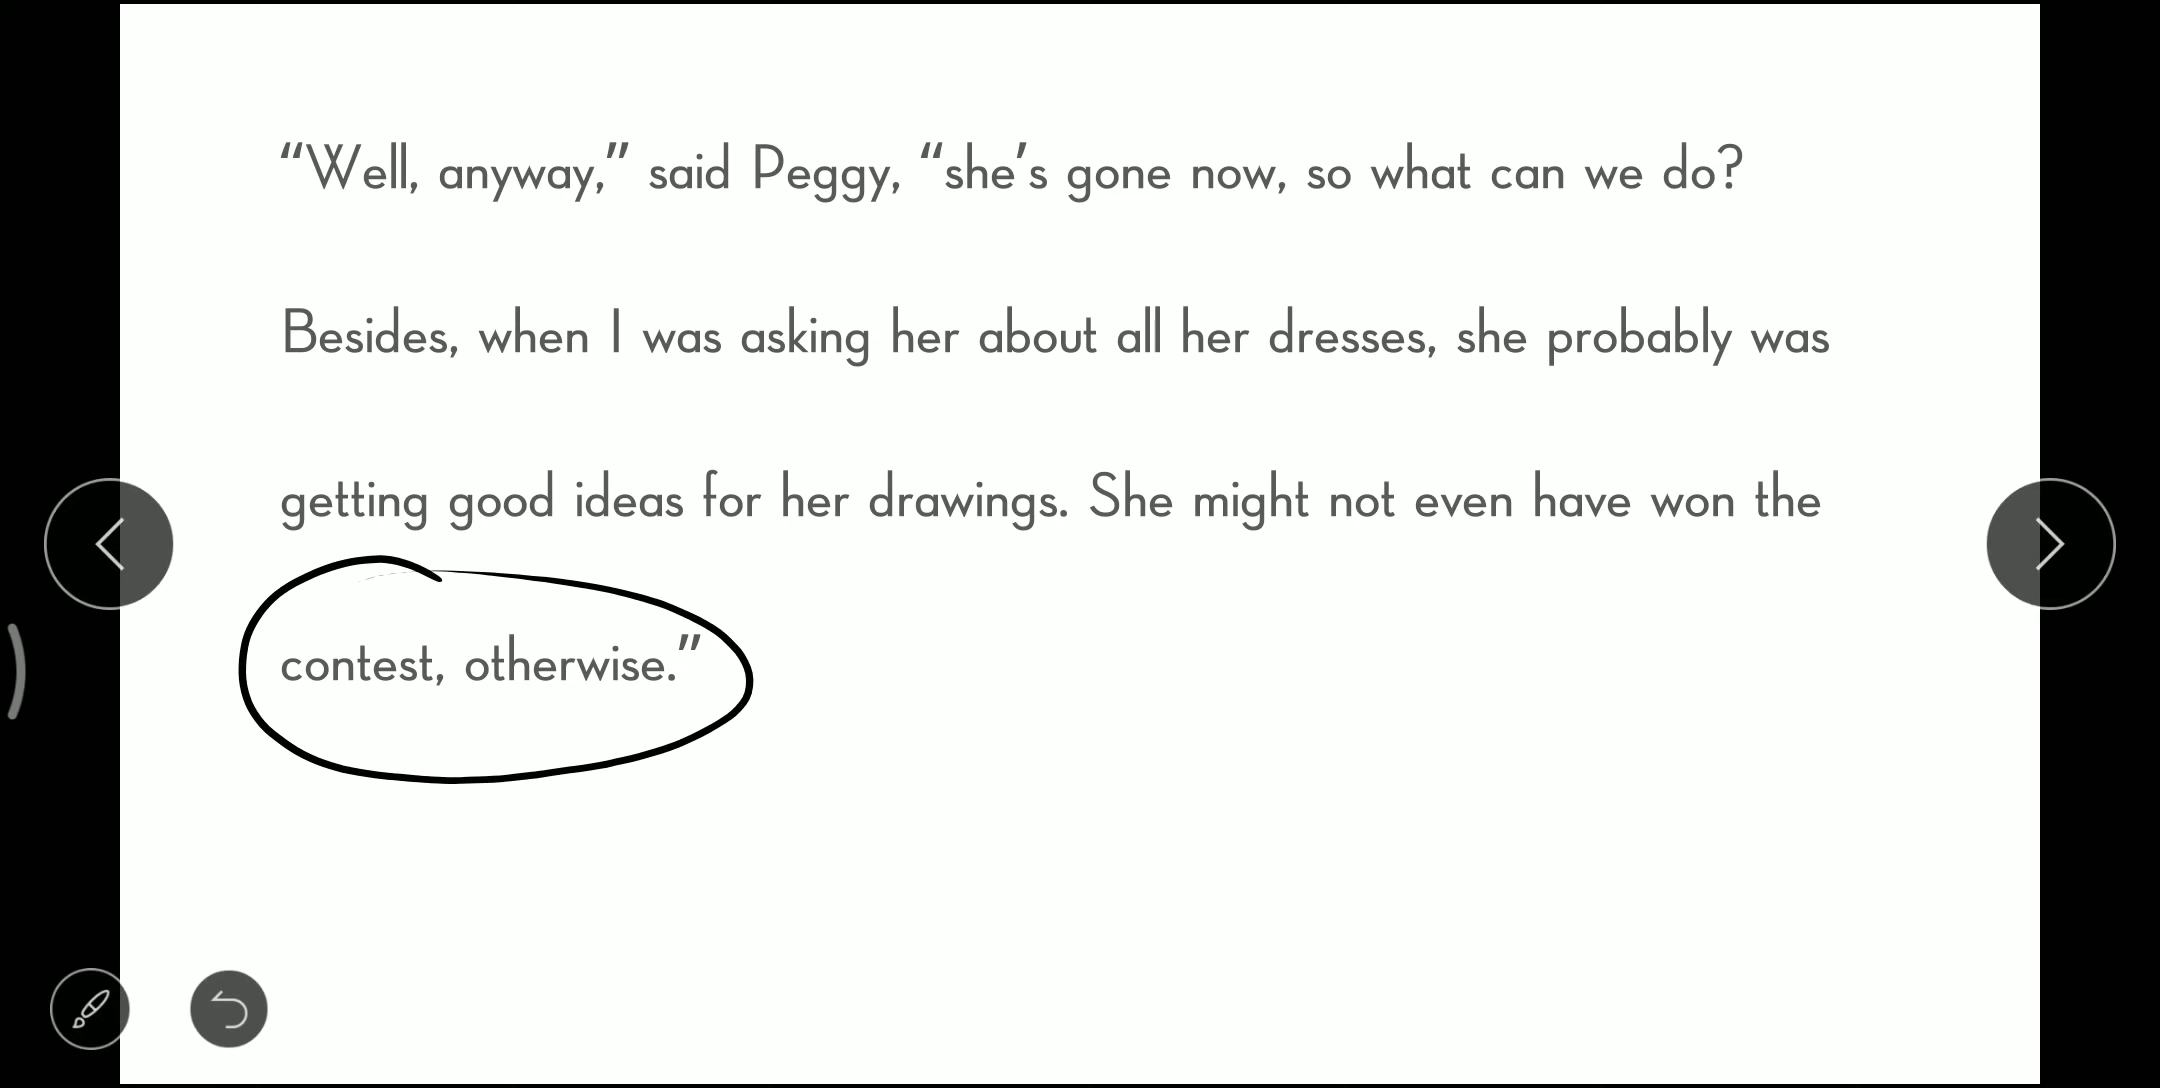 “Well, anyway,” said Peggy, “she’s gone now, so what can we do?
Besides, when I was asking her about all her dresses, she probably was
getting good ideas for her drawings. She might not even have won the
contest, otherwise.”